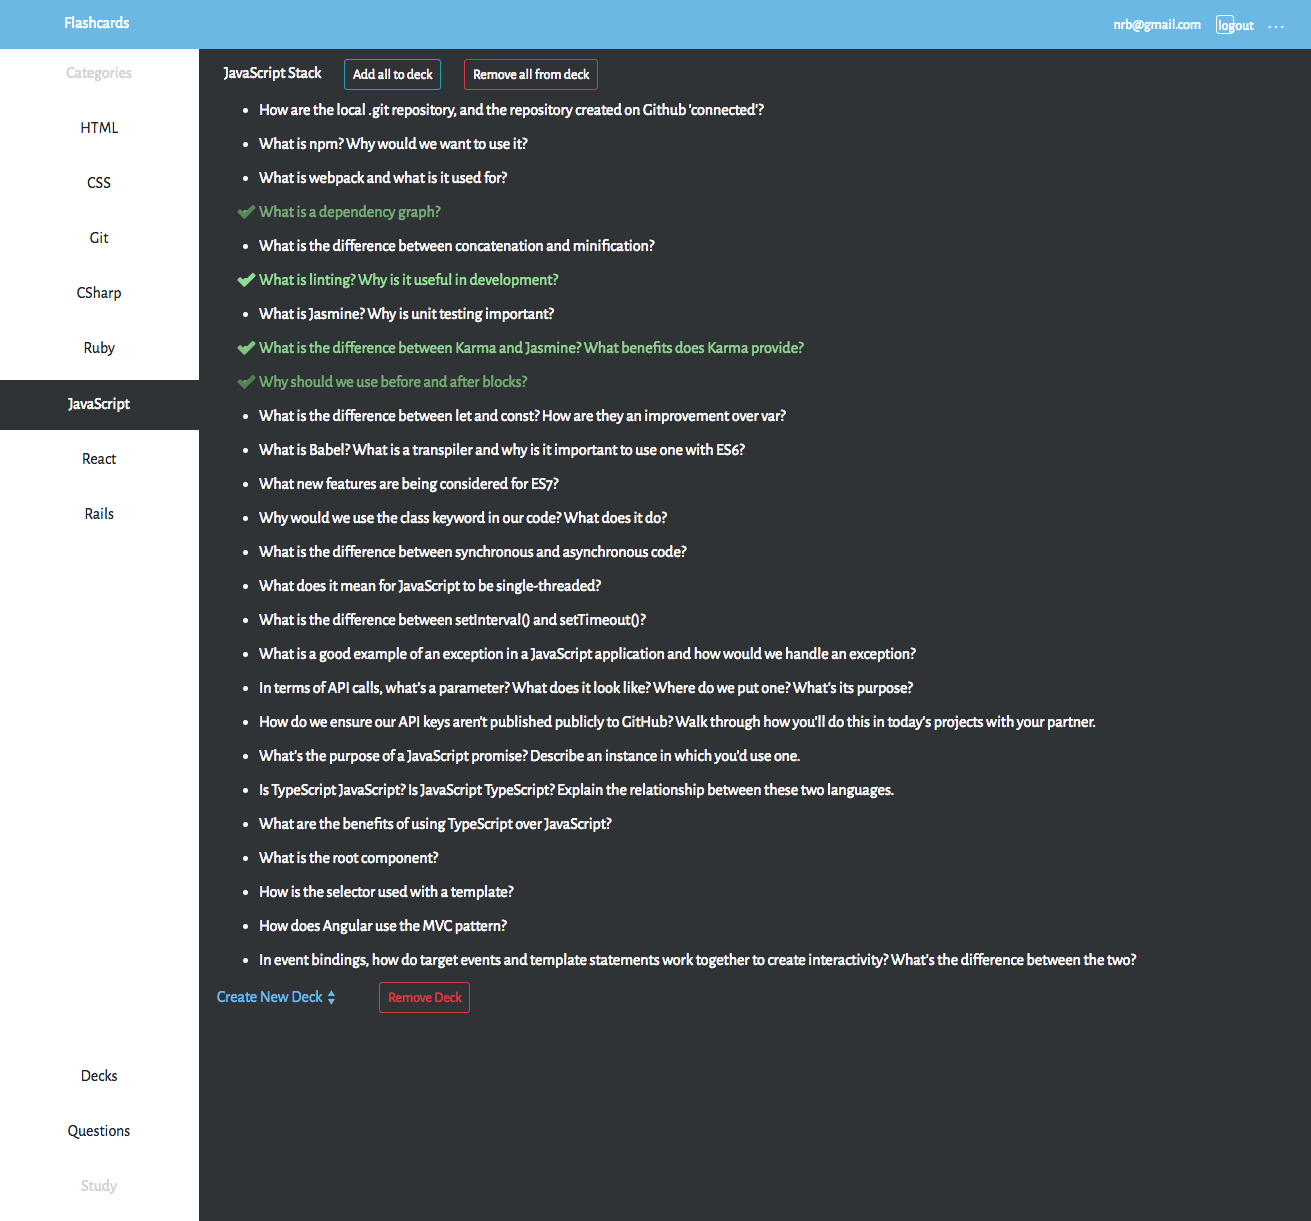 Flashcards
nrb@gmail.com logout ...
Categories
HTML
CSS
Git
CSharp
Ruby
JavaScript
React
Rails
Decks
Questions
Study
JavaScript Stack Add all to deck Remove all from deck
How are the local .git repository, and the repository created on Github 'connected'?
What is npm? Why would we want to use it?
What is webpack and what is it used for?
What is a dependency graph?
What is the difference between concatenation and minification?
What is linting? Why is it useful in development?
What is Jasmine? Why is unit testing important?
What is the difference between Karma and Jasmine? What benefits does Karma provide?
Why should we use before and after blocks?
What is the difference between let and const? How are they an improvement over var?
What is Babel? What is a transpiler and why is it important to use one with ES6?
What new features are being considered for ES7?
Why would we use the class keyword in our code? What does it do?
What is the difference between synchronous and asynchronous code?
What does it mean for JavaScript to be single-threaded?
What is the difference between setInterval() and setTimeout()?
What is a good example of an exception in a JavaScript application and how would we handle an exception?
In terms of API calls, what's a parameter? What does it look like? Where do we put one? What's its purpose?
How do we ensure our API keys aren't published publicly to GitHub? Walk through how you'll do this in today's projects with your partner.
What's the purpose of a JavaScript promise? Describe an instance in which you'd use one.
Is TypeScript JavaScript? Is JavaScript TypeScript? Explain the relationship between these two languages.
What are the benefits of using TypeScript over JavaScript?
What is the root component?
How is the selector used with a template?
How does Angular use the MVC pattern?
In event bindings, how do target events and template statements work together to create interactivity? What's the difference between the two?
Create New Deck Remove Deck